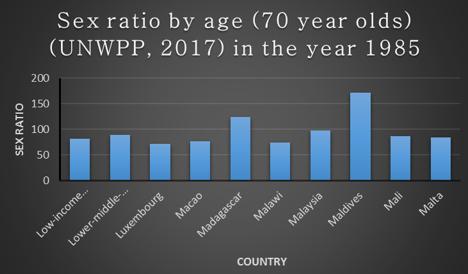 Sex ratio by age (70 year olds)
(UNWPP, 2017) in the year 1985
200
150
100
50
0
SEX RATIO
Low-income...
Lower-middle-...
Luxembourg
Macao
Madagascar
Malawi
Malaysia
Maldives
Mali
Malta
COUNTRY